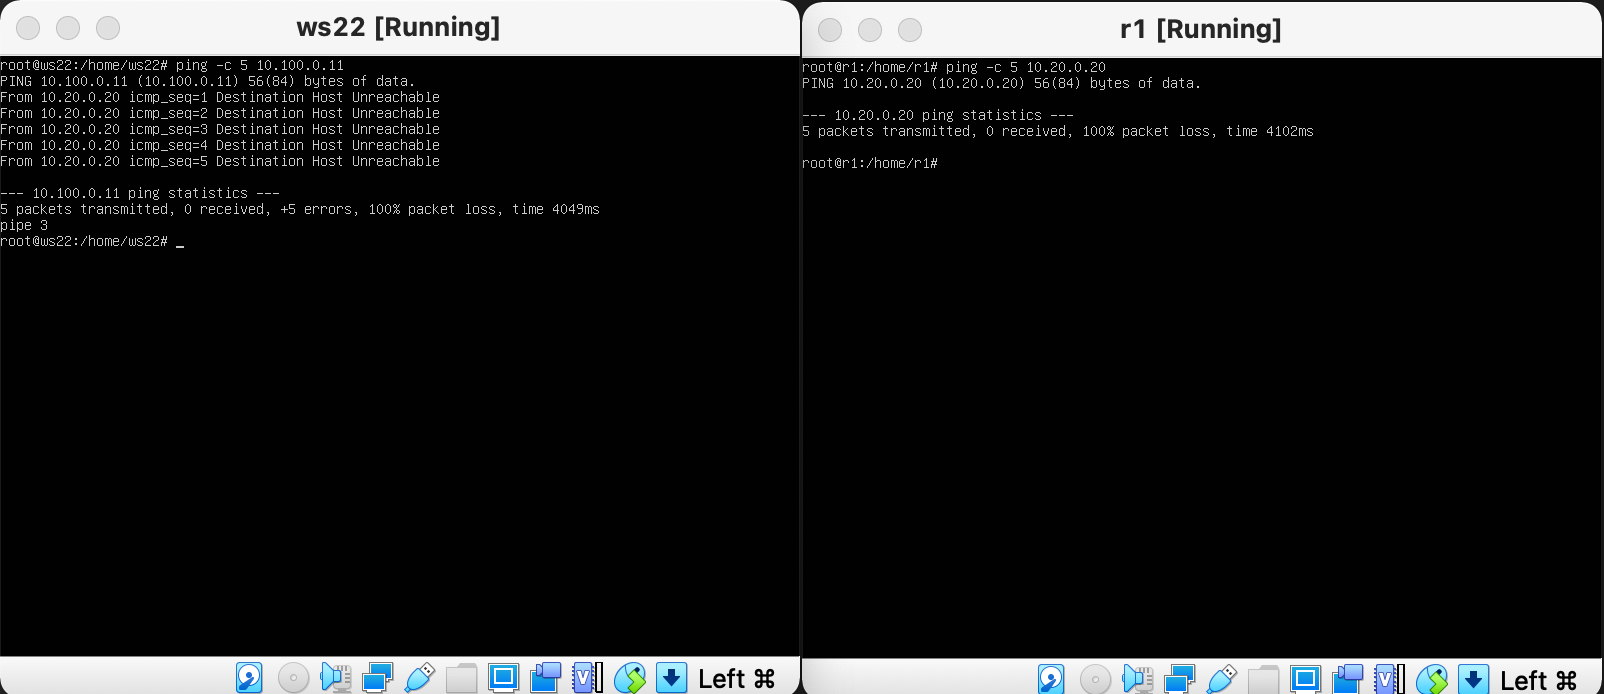 ws22 [Running]
root@ws22:/home/ws22# ping -c 5 10.100.0.11
PING 10.100.0.11 (10.100.0.11) 56(84) bytes of data.
From 10.20.0.20 icmp_seq=1 Destination Host Unreachable
From 10.20.0.20 icmp_seq=2 Destination Host Unreachable
From 10.20.0.20 icmp_seq=3 Destination Host Unreachable
From 10.20.0.20 icmp_seq=4 Destination Host Unreachable
From 10.20.0.20 icmp_seq=5 Destination Host Unreachable
--- 10.100.0.11 ping statistics ---
5 packets transmitted, 0 received, +5 errors, 100% packet loss, time 4049ms
pipe 3
root@ws22:/home/ws22# _
Left ⌘
r1 [Running]
root@r1:/home/r1# ping -c 5 10.20.0.20
PING 10.20.0.20 (10.20.0.20) 56(84) bytes of data.
--- 10.20.0.20 ping statistics ---
5 packets transmitted, 0 received, 100% packet loss, time 4102ms
root@r1:/home/r1#
Left ⌘